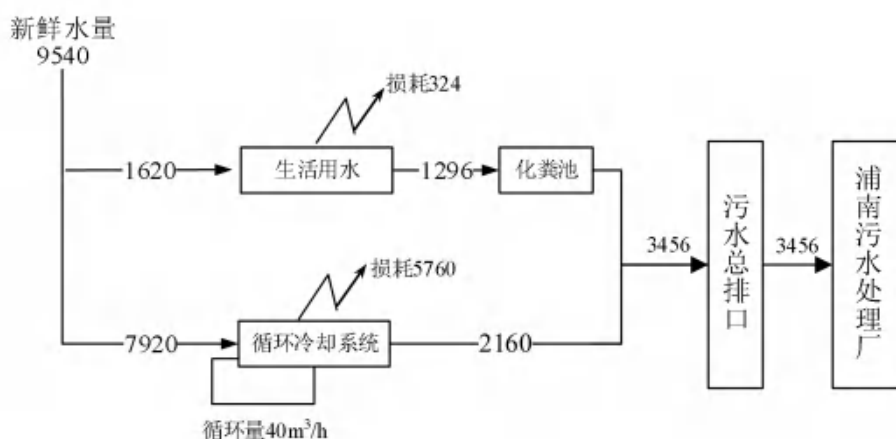 新鲜水量
9540
损耗324
1620
生活用水
1296
化粪池
损耗5760
7920
循环冷却系统
2160
循环量40m³/h
3456
污水总排口
3456
浦南污水处理厂